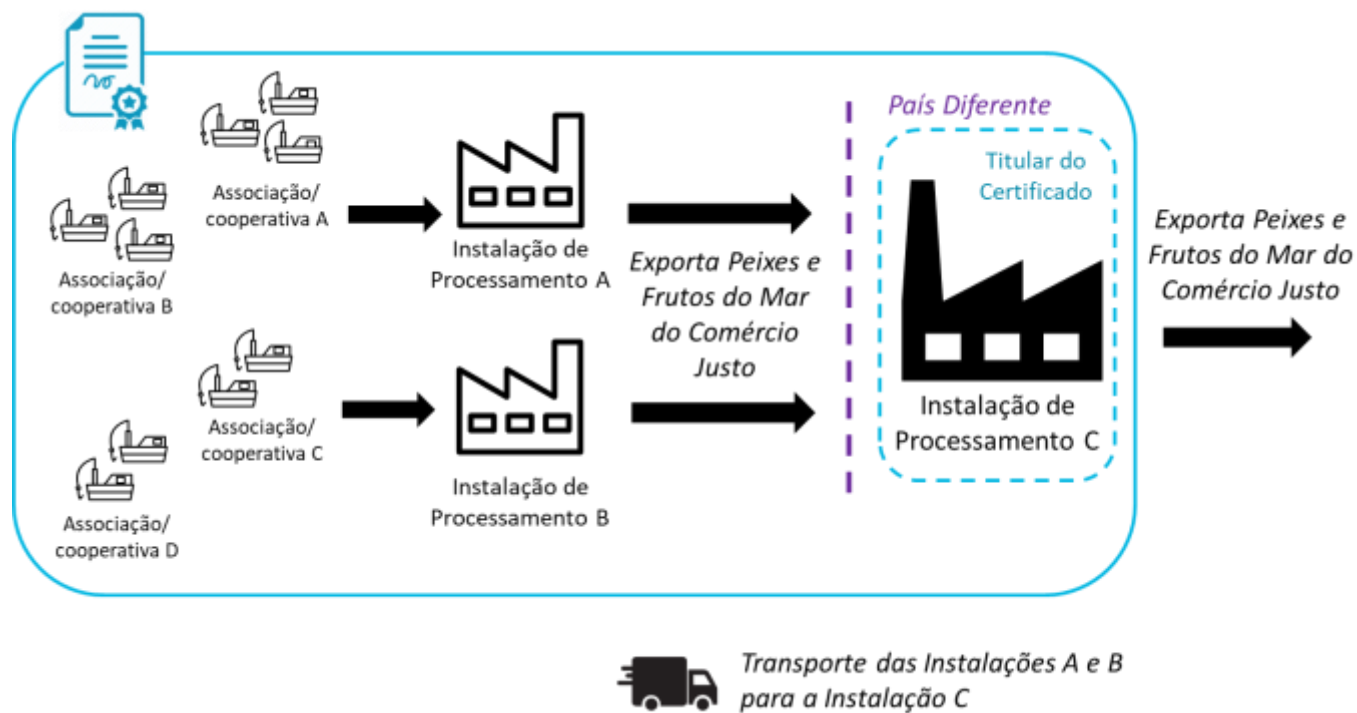 Associação/
cooperativa A
Associação/
cooperativa B
Associação/
cooperativa C
Associação/
cooperativa D
Instalação de
Processamento A
Instalação de
Processamento B
Exporta Peixes e
Frutos do Mar
do Comércio
Justo
País Diferente
Titular do
Certificado
Instalação de
Processamento C
Exporta Peixes e
Frutos do Mar do
Comércio Justo
Transporte das Instalações A e B
para a Instalação C